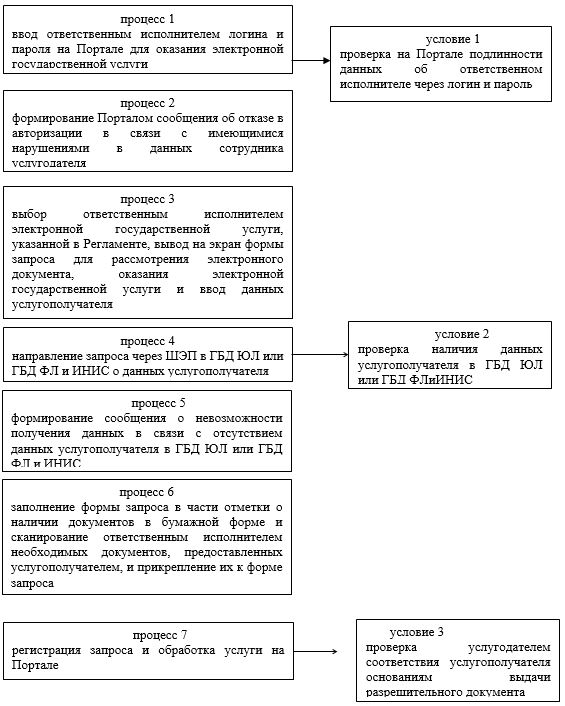 процесс 1
ввод ответственным исполнителем логина и
пароля на Портале для оказания электронной
государственной услуги
условие 1
проверка на Портале подлинности
данных об ответственном
исполнителе через логин и пароль
процесс 2
формирование Порталом сообщения об отказе в
авторизации в связи с имеющимися
нарушениями в данных сотрудника
услугодателя
процесс 3
выбор ответственным исполнителем
электронной государственной услуги,
указанной в Регламенте, вывод на экран формы
запроса для рассмотрения электронного
документа, оказания электронной
государственной услуги и ввод данных
услугополучателя
процесс 4
направление запроса через ШЭП в ГБД ЮЛ или
ГБД ФЛ и ИНИС о данных услугополучателя
условие 2
проверка наличия данных
услугополучателя в ГБД ЮЛ
или ГБД ФЛиИНИС
процесс 5
формирование сообщения о невозможности
получения данных в связи с отсутствием
данных услугополучателя в ГБД ЮЛ или ГБД
ФЛ и ИНИС
процесс 6
заполнение формы запроса в части отметки о
наличии документов в бумажной форме и
сканирование ответственным исполнителем
необходимых документов, предоставленных
услугополучателем, и прикрепление их к форме
запроса
процесс 7
регистрация запроса и обработка услуги на
Портале
условие 3
проверка услугодателем
соответствия услугополучателя
основаниям выдачи
разрешительного документа